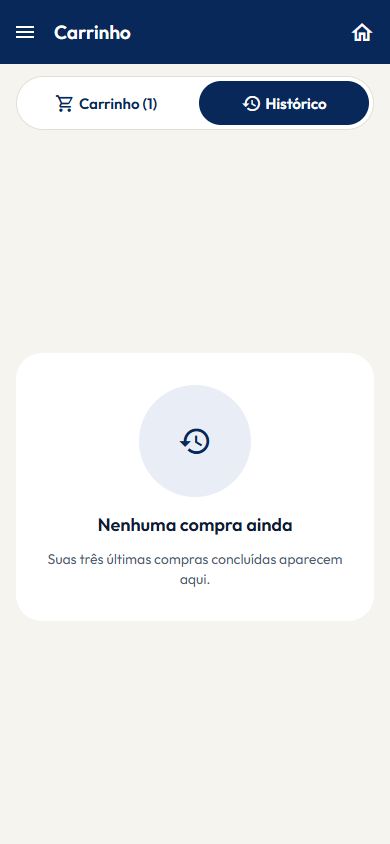 Carrinho
Carrinho (1)
Histórico
Nenhuma compra ainda
Suas três últimas compras concluídas aparecem
aqui.